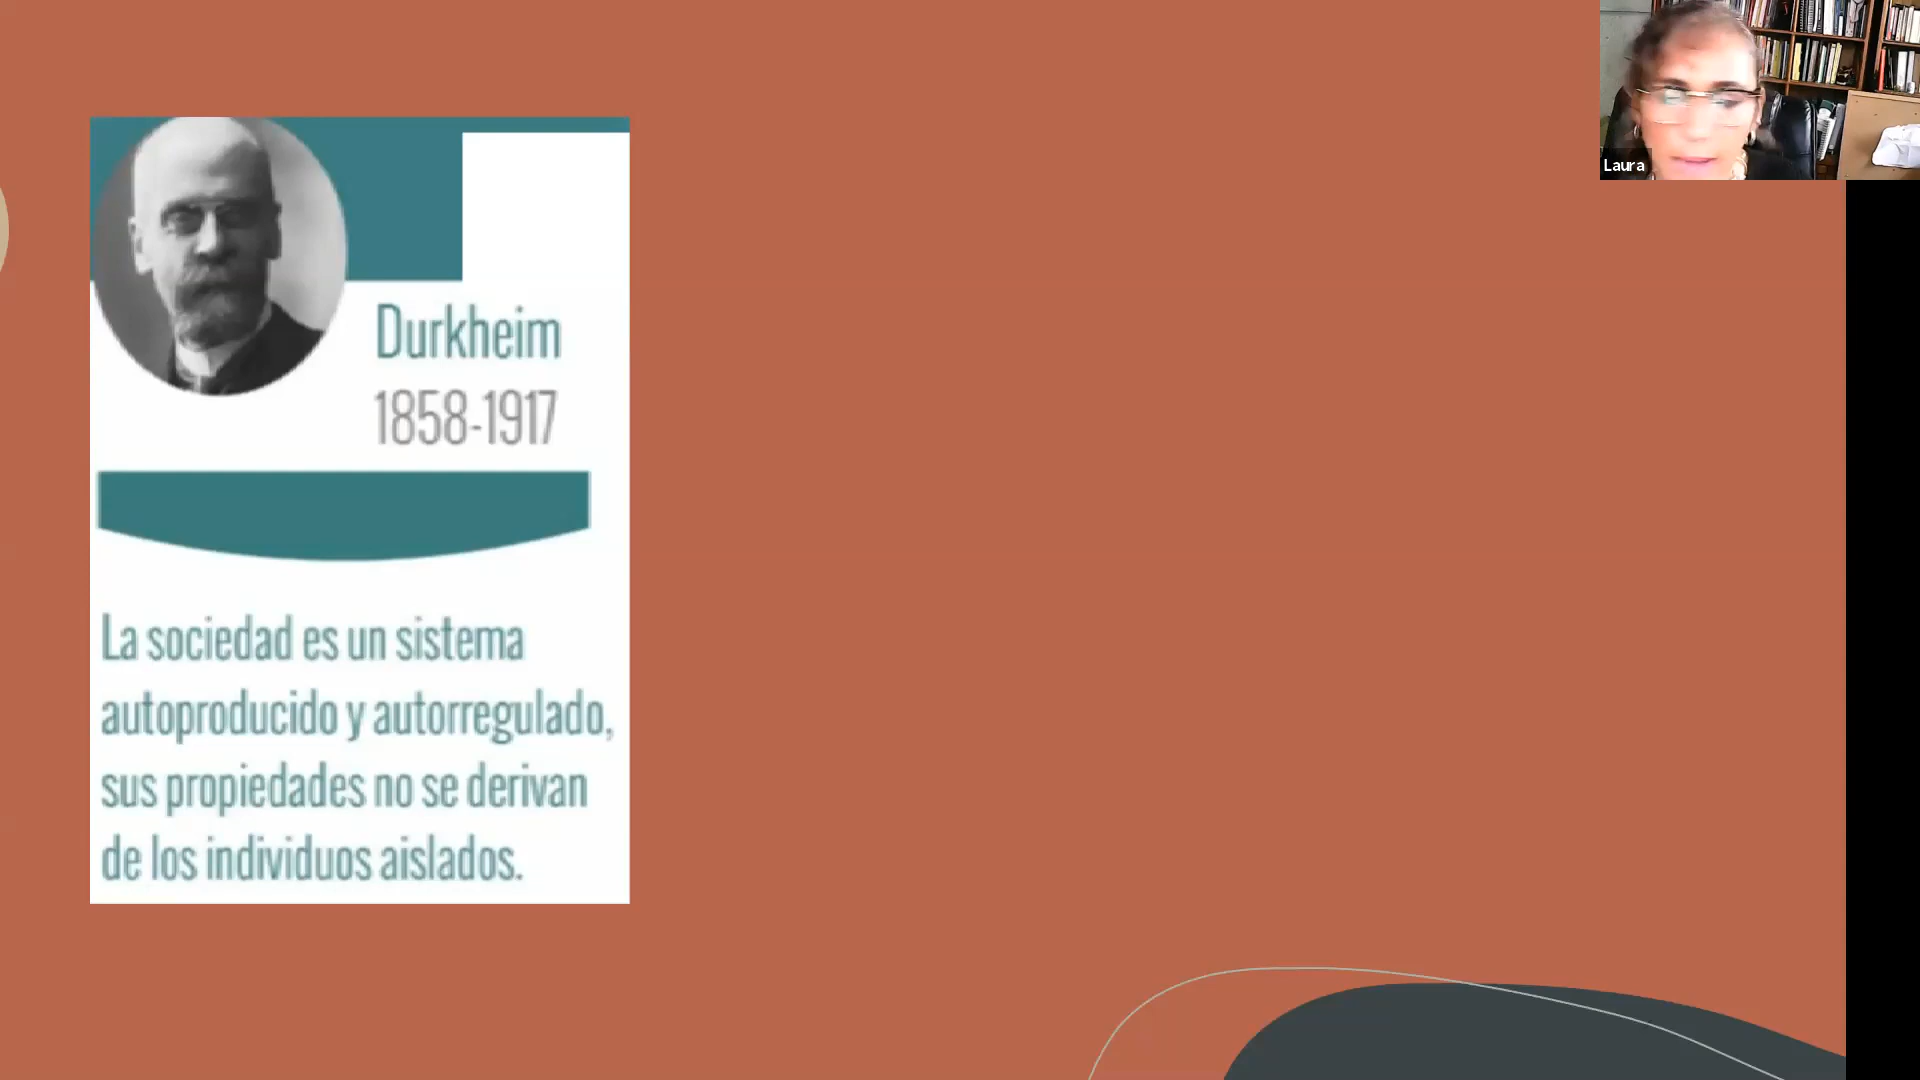 Durkheim
1858-1917
La sociedad es un sistema
autoproducido y autorregulado,
sus propiedades no se derivan
de los individuos aislados.
Laura